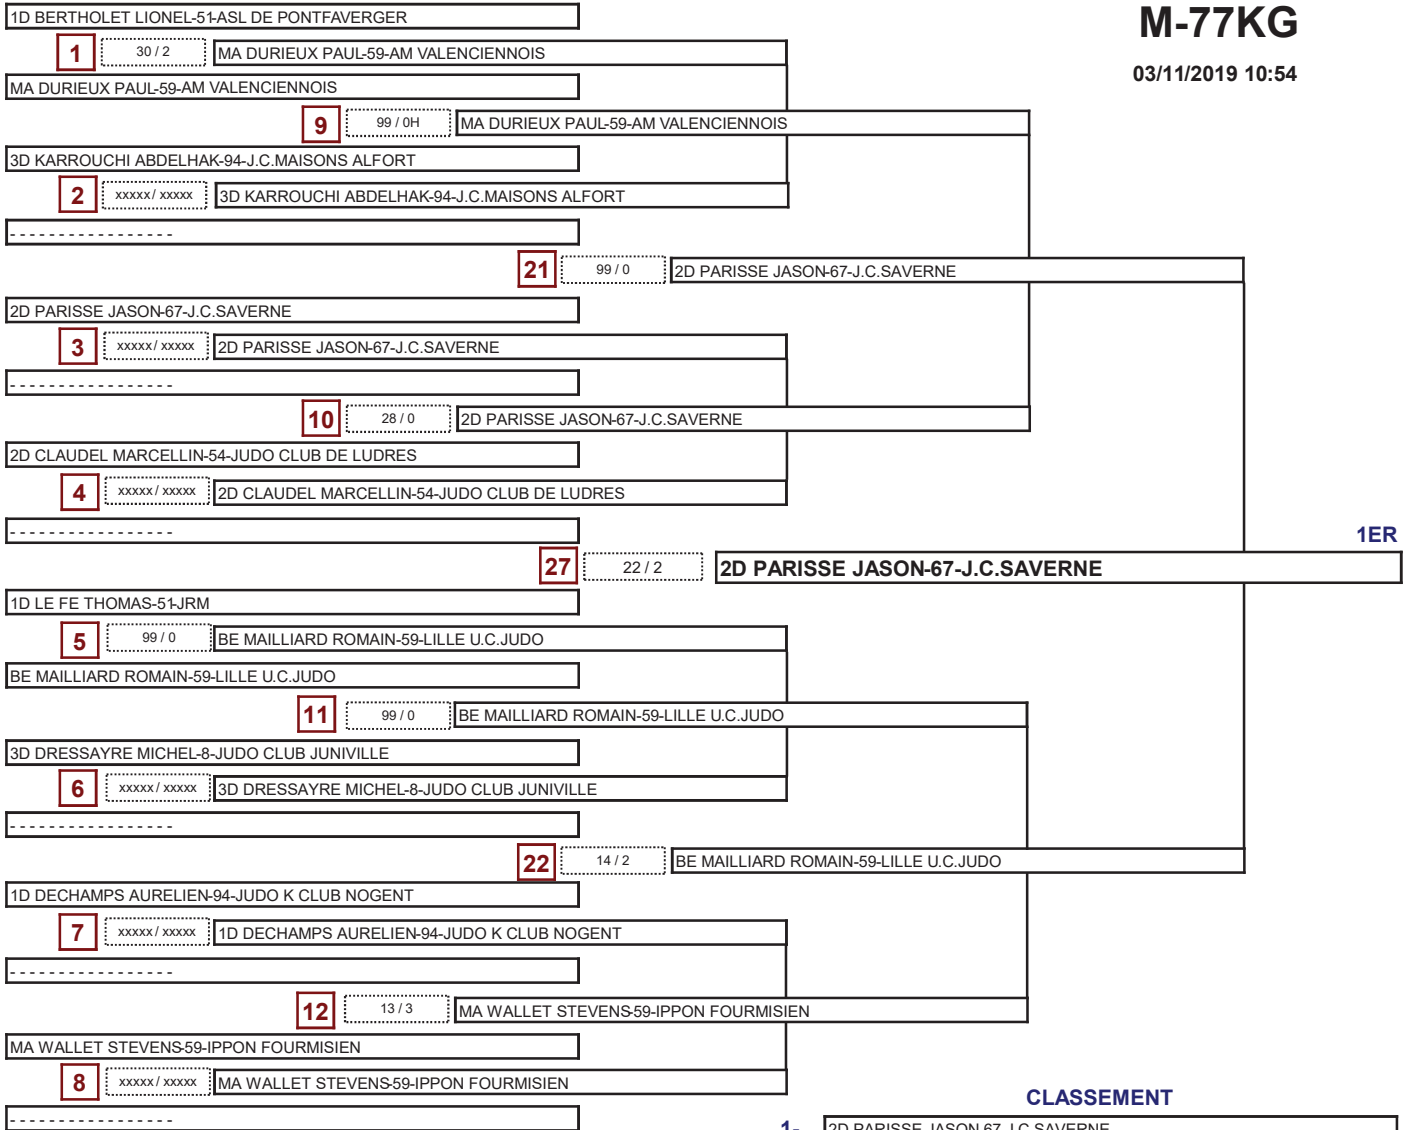 1D BERTHOLET LIONEL-51-ASL DE PONTFAVERGER
M-77KG
1 30 / 2 MA DURIEUX PAUL-59-AM VALENCIENNOIS
03/11/2019 10:54
MA DURIEUX PAUL-59-AM VALENCIENNOIS
9 99 / 0H MA DURIEUX PAUL-59-AM VALENCIENNOIS
3D KARROUCHI ABDELHAK-94-J.C.MAISONS ALFORT
2 xxxxx / xxxxx 3D KARROUCHI ABDELHAK-94-J.C.MAISONS ALFORT
- - - - - - - - - - - - - - - - -
21 99 / 0 2D PARISSE JASON-67-J.C.SAVERNE
2D PARISSE JASON-67-J.C.SAVERNE
3 xxxxx / xxxxx 2D PARISSE JASON-67-J.C.SAVERNE
- - - - - - - - - - - - - - - - -
10 28 / 0 2D PARISSE JASON-67-J.C.SAVERNE
2D CLAUDEL MARCELLIN-54-JUDO CLUB DE LUDRES
4 xxxxx / xxxxx 2D CLAUDEL MARCELLIN-54-JUDO CLUB DE LUDRES
- - - - - - - - - - - - - - - - -
1ER
27 22 / 2 2D PARISSE JASON-67-J.C.SAVERNE
1D LE FE THOMAS-51-JRM
5 99 / 0 BE MAILLIARD ROMAIN-59-LILLE U.C.JUDO
BE MAILLIARD ROMAIN-59-LILLE U.C.JUDO
11 99 / 0 BE MAILLIARD ROMAIN-59-LILLE U.C.JUDO
3D DRESSAYRE MICHEL-8-JUDO CLUB JUNIVILLE
6 xxxxx / xxxxx 3D DRESSAYRE MICHEL-8-JUDO CLUB JUNIVILLE
- - - - - - - - - - - - - - - - -
22 14 / 2 BE MAILLIARD ROMAIN-59-LILLE U.C.JUDO
1D DECHAMPS AURELIEN-94-JUDO K CLUB NOGENT
7 xxxxx / xxxxx 1D DECHAMPS AURELIEN-94-JUDO K CLUB NOGENT
- - - - - - - - - - - - - - - - -
12 13 / 3 MA WALLET STEVENS-59-IPPON FOURMISIEN
MA WALLET STEVENS-59-IPPON FOURMISIEN
8 xxxxx / xxxxx MA WALLET STEVENS-59-IPPON FOURMISIEN
CLASSEMENT
- - - - - - - - - - - - - - - - -
1- 2D PARISSE JASON-67-J.C.SAVERNE